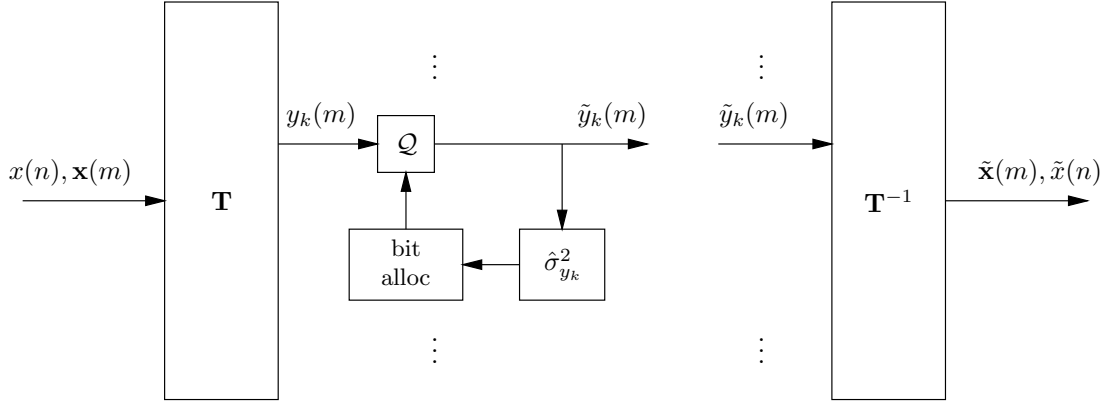 ⋮ ⋮
y_k(m) ỹ_k(m) ỹ_k(m)
𝒬
x(n), 𝐱(m) 𝐱̃(m), x̃(n)
𝐓 𝐓⁻¹
bit
alloc
σ̂²_{y_k}
⋮ ⋮